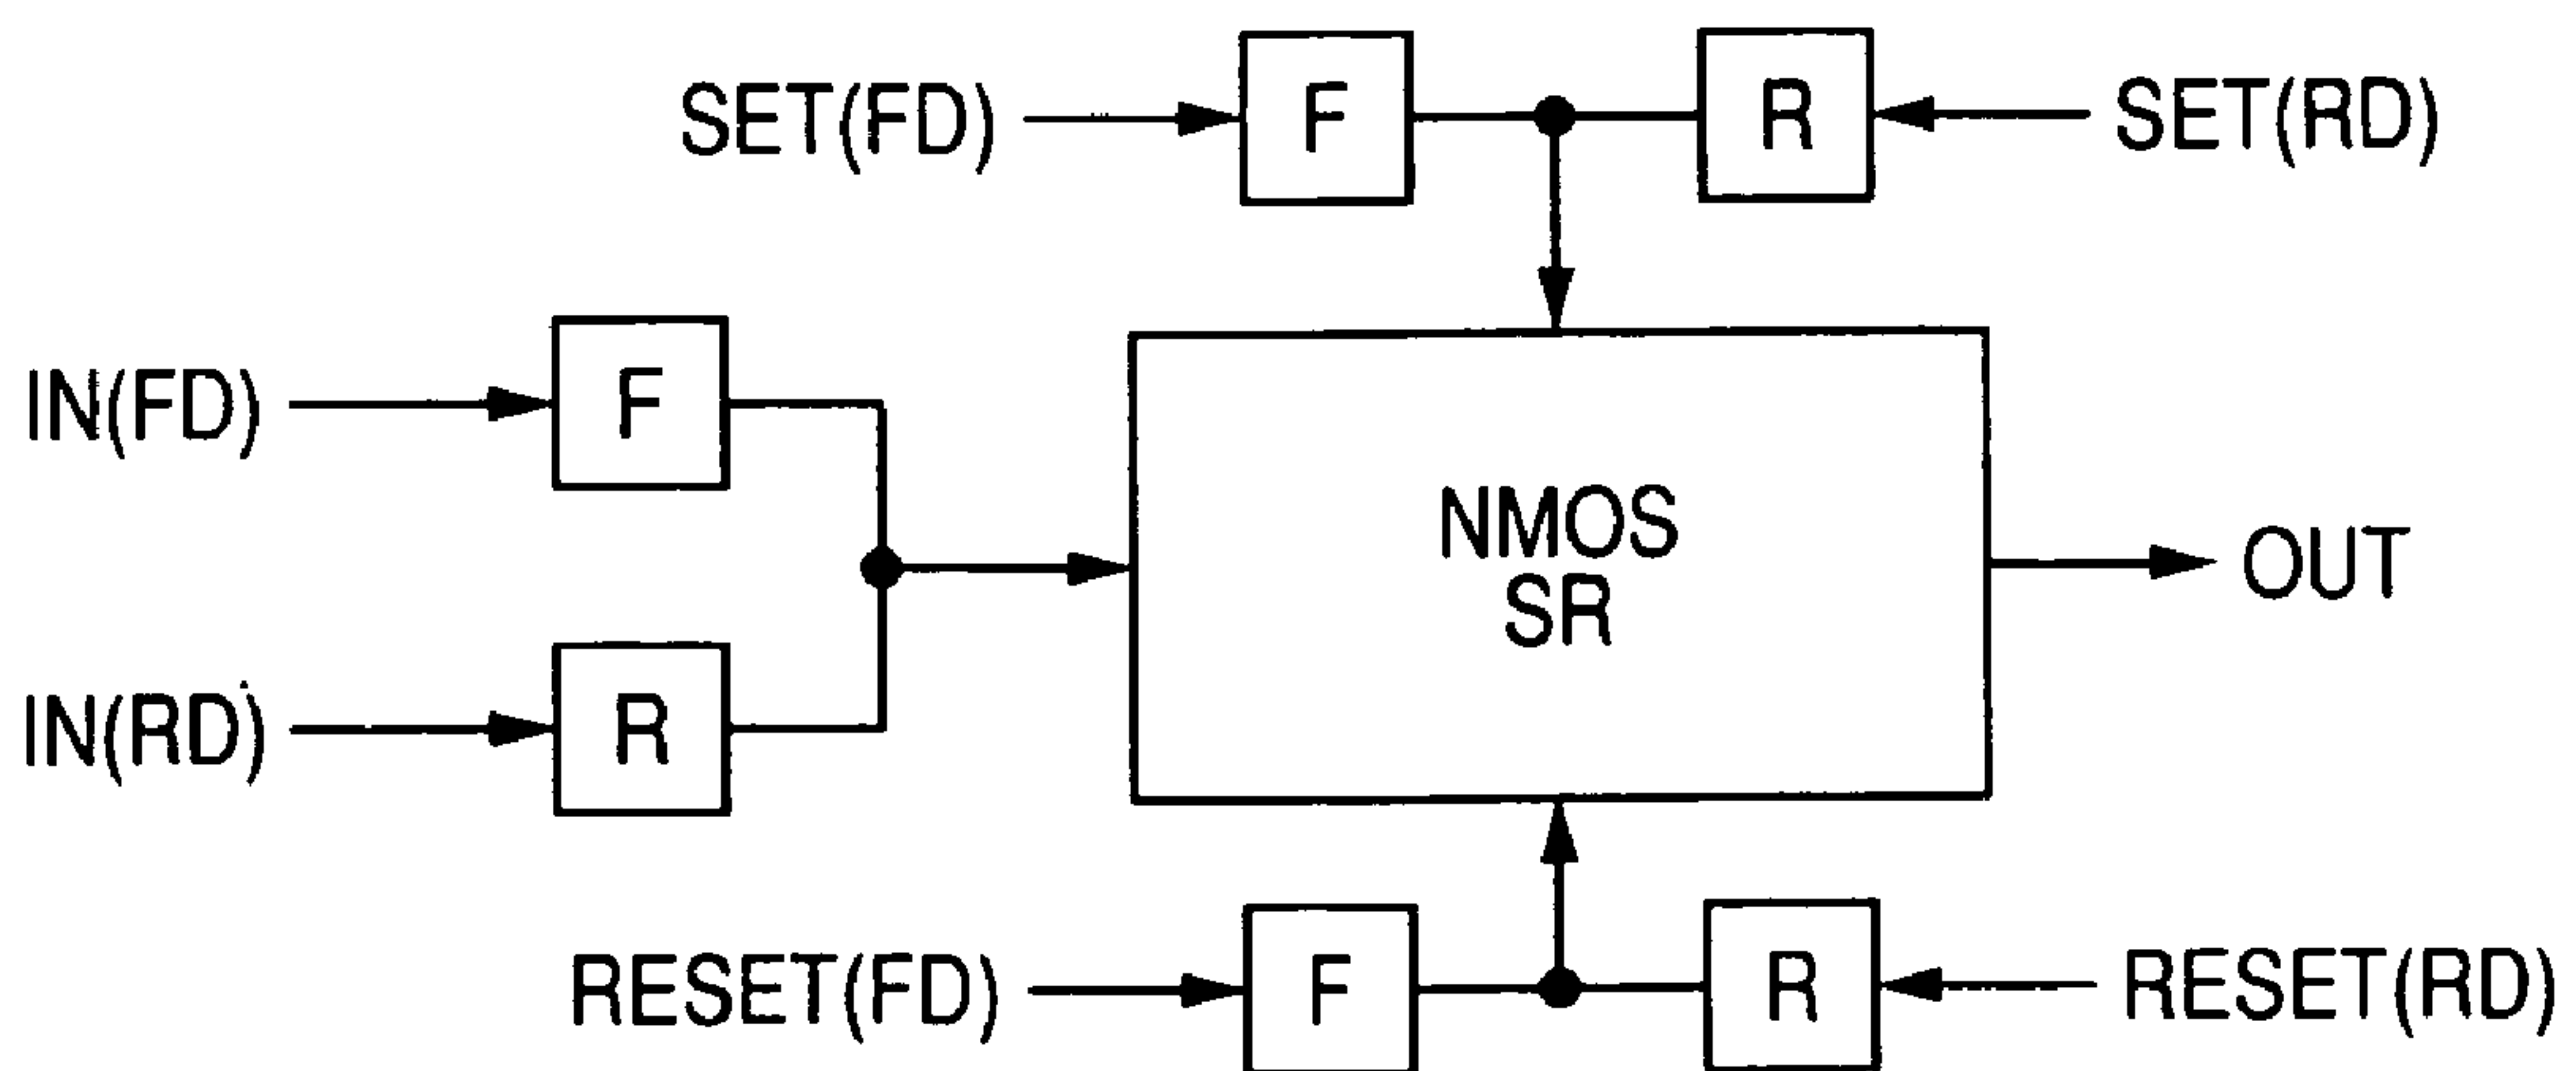 SET(FD)
F
R
SET(RD)
IN(FD)
F
NMOS
SR
OUT
IN(RD)
R
RESET(FD)
F
R
RESET(RD)